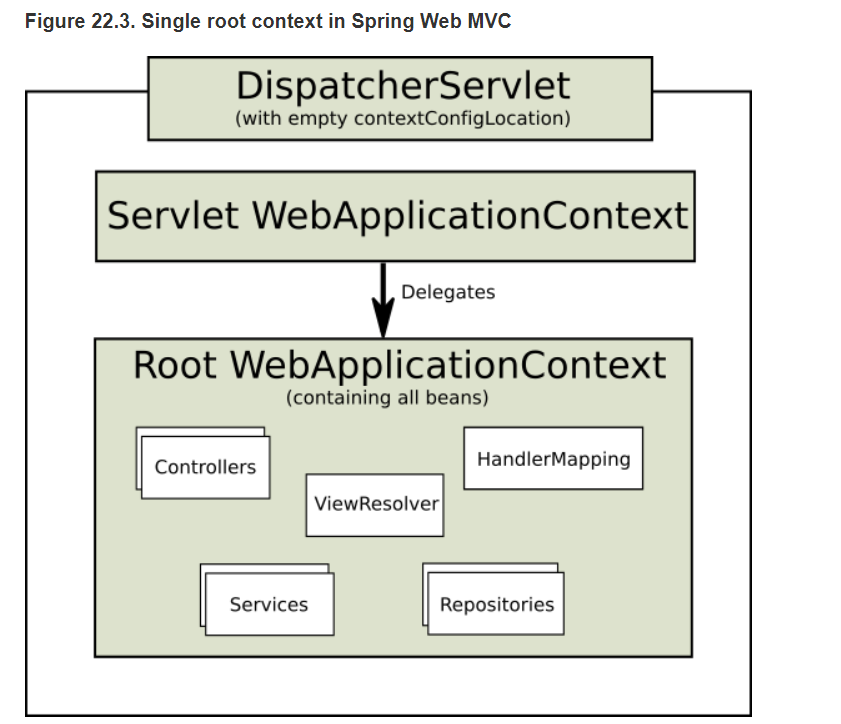 Figure 22.3. Single root context in Spring Web MVC
DispatcherServlet
(with empty contextConfigLocation)
Servlet WebApplicationContext
Delegates
Root WebApplicationContext
(containing all beans)
Controllers
HandlerMapping
ViewResolver
Services
Repositories